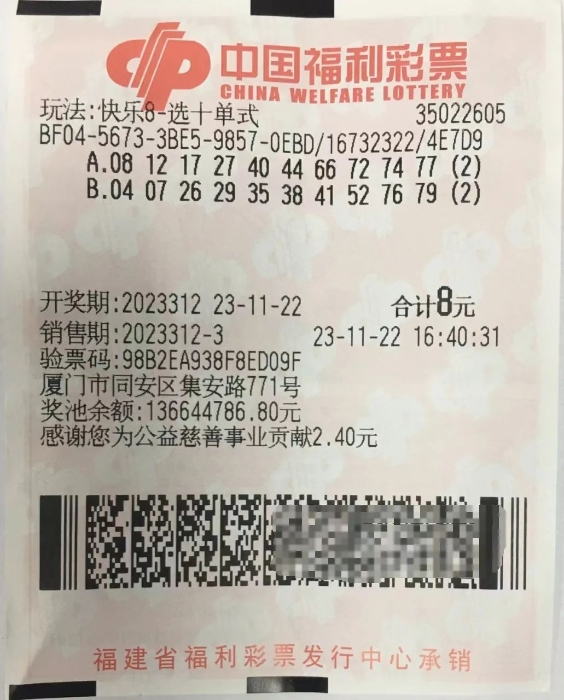 中国福利彩票
CHINA WELFARE LOTTERY
玩法:快乐8-选十单式 35022605
BF04-5673-3BE5-9857-0EBD/16732322/4E7D9
A.08 12 17 27 40 44 66 72 74 77 (2)
B.04 07 26 29 35 38 41 52 76 79 (2)
开奖期:2023312 23-11-22 合计8元
销售期:2023312-3 23-11-22 16:40:31
验票码:98B2EA938F8ED09F
厦门市同安区集安路771号
奖池余额:136644786.80元
感谢您为公益慈善事业贡献2.40元
福建省福利彩票发行中心承销